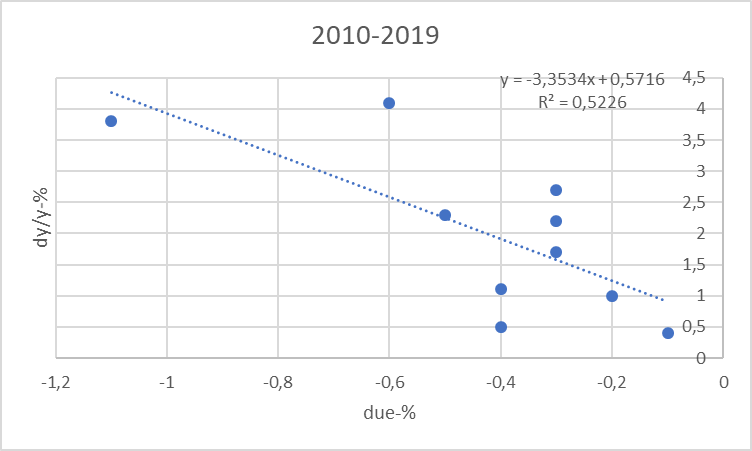 2010-2019
y = -3,3534x + 0,5716
R² = 0,5226
4,5
4
3,5
3
2,5
2
1,5
1
0,5
0
dy/y-%
-1,2 -1 -0,8 -0,6 -0,4 -0,2 0
due-%